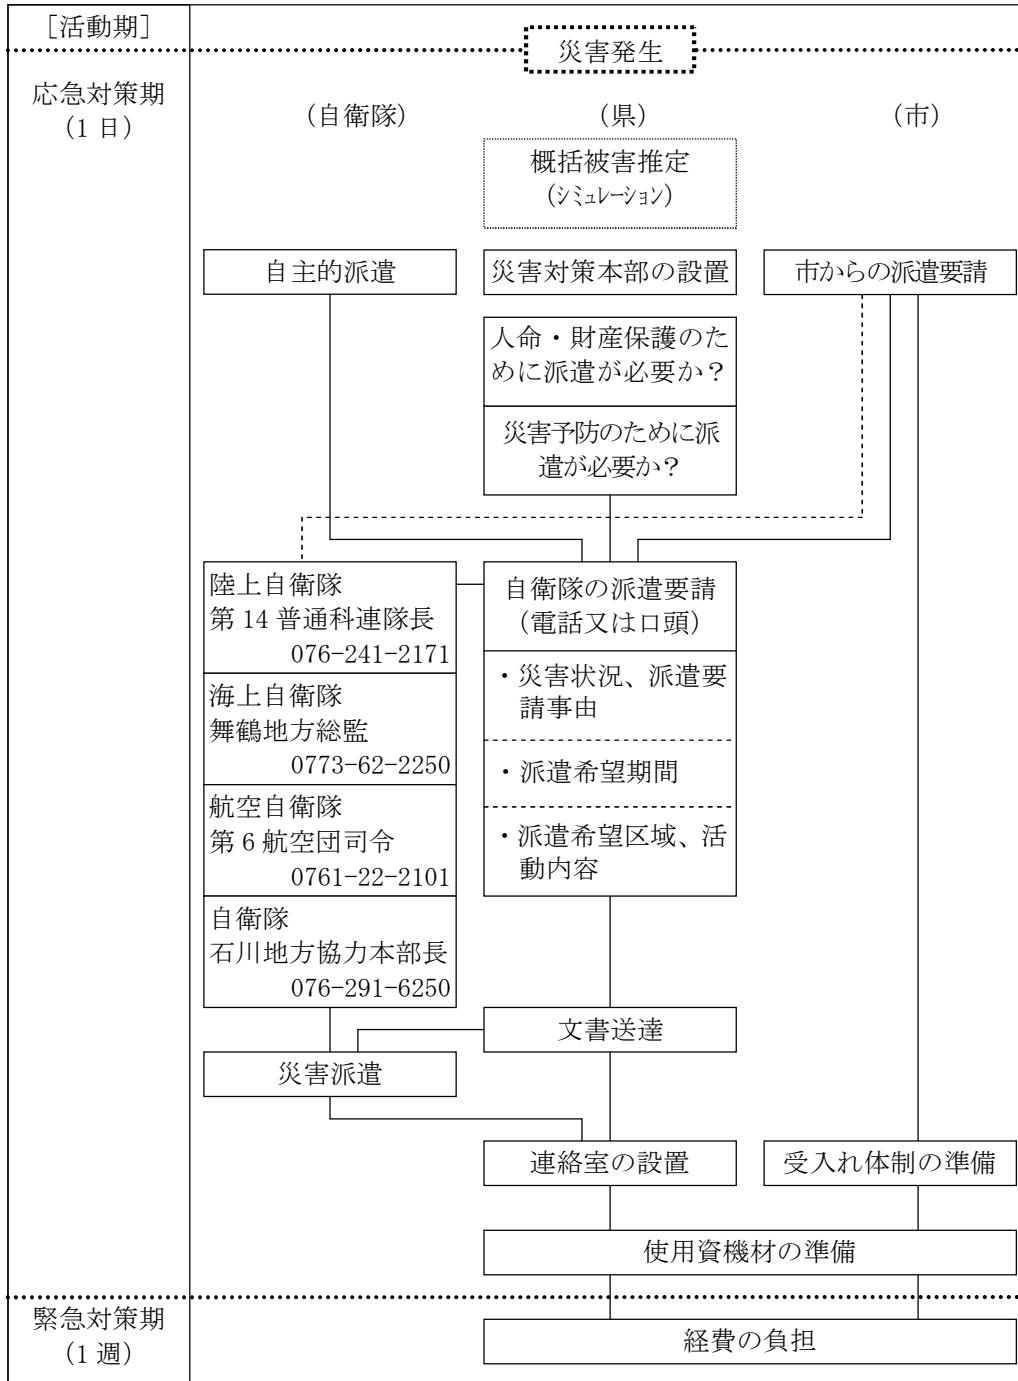 ［活動期］
災害発生
応急対策期
（1 日）
（自衛隊）
（県）
（市）
概括被害推定
（ｼﾐｭﾚｰｼｮﾝ）
自主的派遣
災害対策本部の設置
市からの派遣要請
人命・財産保護のた
めに派遣が必要か？
災害予防のために派
遣が必要か？
陸上自衛隊
第 14 普通科連隊長
076-241-2171
海上自衛隊
舞鶴地方総監
0773-62-2250
航空自衛隊
第 6 航空団司令
0761-22-2101
自衛隊
石川地方協力本部長
076-291-6250
自衛隊の派遣要請
（電話又は口頭）
・災害状況、派遣要
請事由
・派遣希望期間
・派遣希望区域、活
動内容
文書送達
災害派遣
連絡室の設置
受入れ体制の準備
使用資機材の準備
緊急対策期
（1 週）
経費の負担